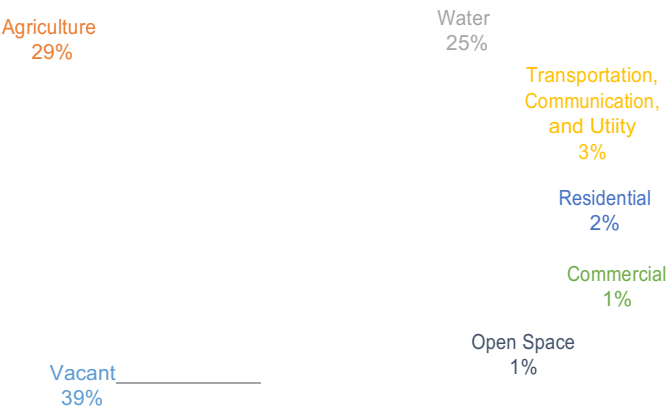 Agriculture
29%
Water
25%
Transportation,
Communication,
and Utiity
3%
Residential
2%
Commercial
1%
Open Space
1%
Vacant
39%